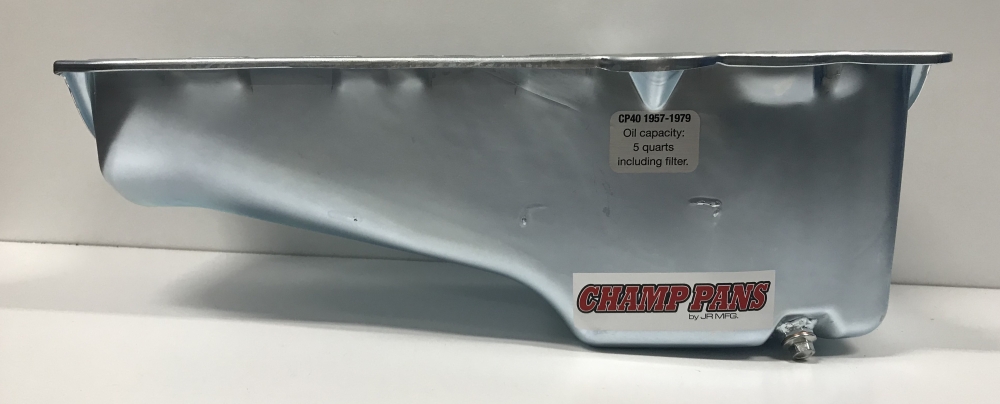 CP40 1957-1979
Oil capacity:
5 quarts
including filter.
CHAMP PANS
by JR MFG.